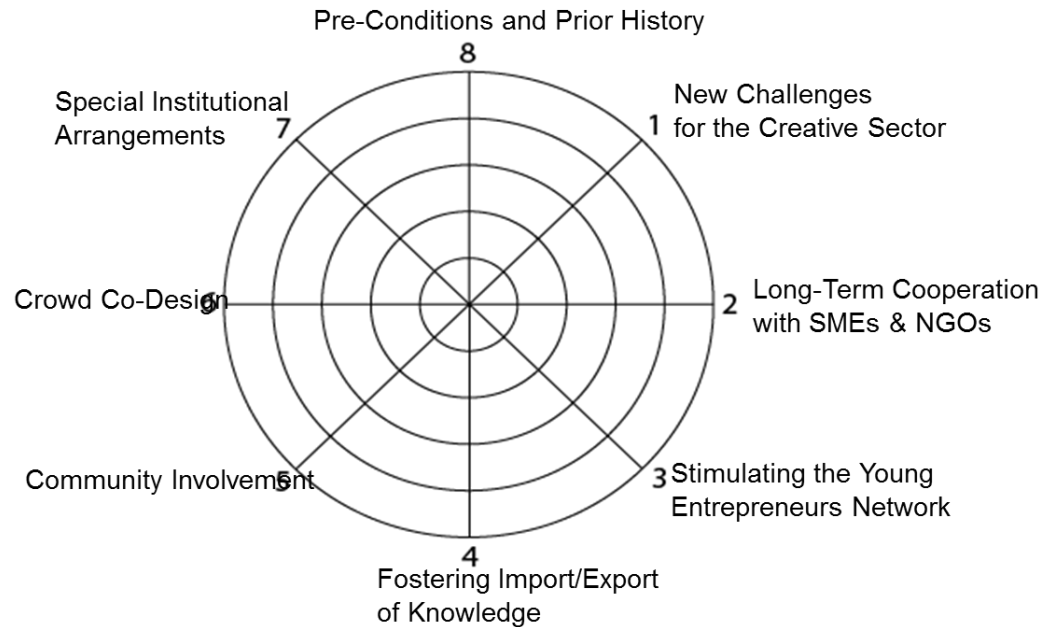 Pre-Conditions and Prior History
8
Special Institutional
Arrangements
7
1
New Challenges
for the Creative Sector
Crowd Co-Design
6
2
Long-Term Cooperation
with SMEs & NGOs
Community Involvement
5
3
Stimulating the Young
Entrepreneurs Network
4
Fostering Import/Export
of Knowledge